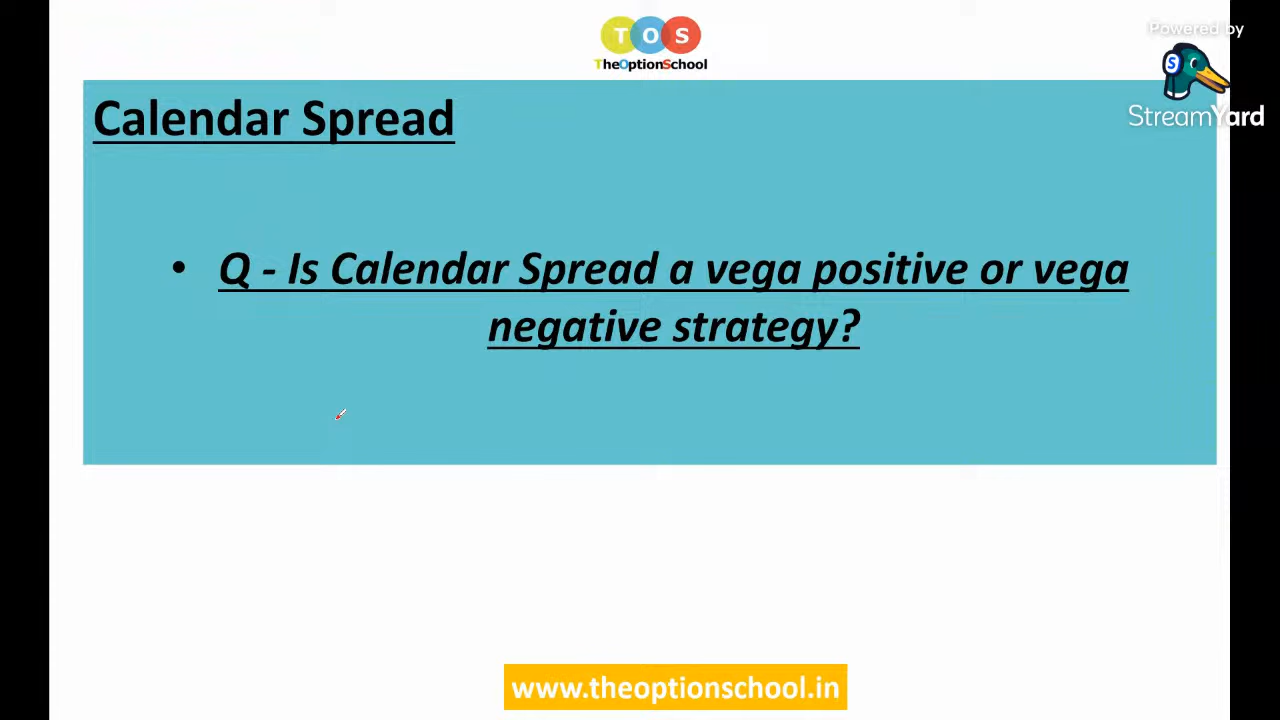 T O S
TheOptionSchool
Powered by
S
StreamYard
Calendar Spread
• Q - Is Calendar Spread a vega positive or vega
negative strategy?
www.theoptionschool.in